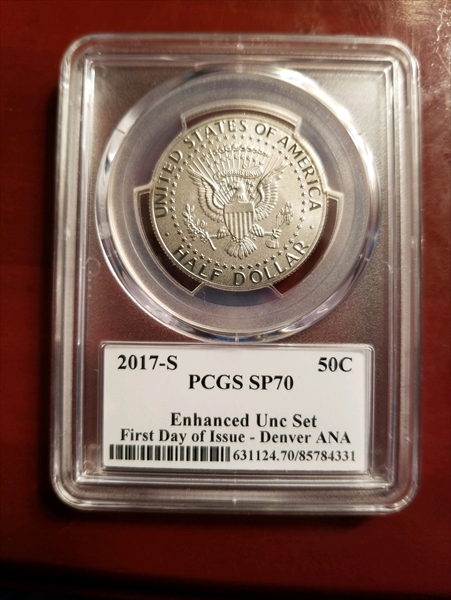 UNITED STATES OF AMERICA
HALF DOLLAR
2017-S 50C
PCGS SP70
Enhanced Unc Set
First Day of Issue - Denver ANA
631124.70/85784331